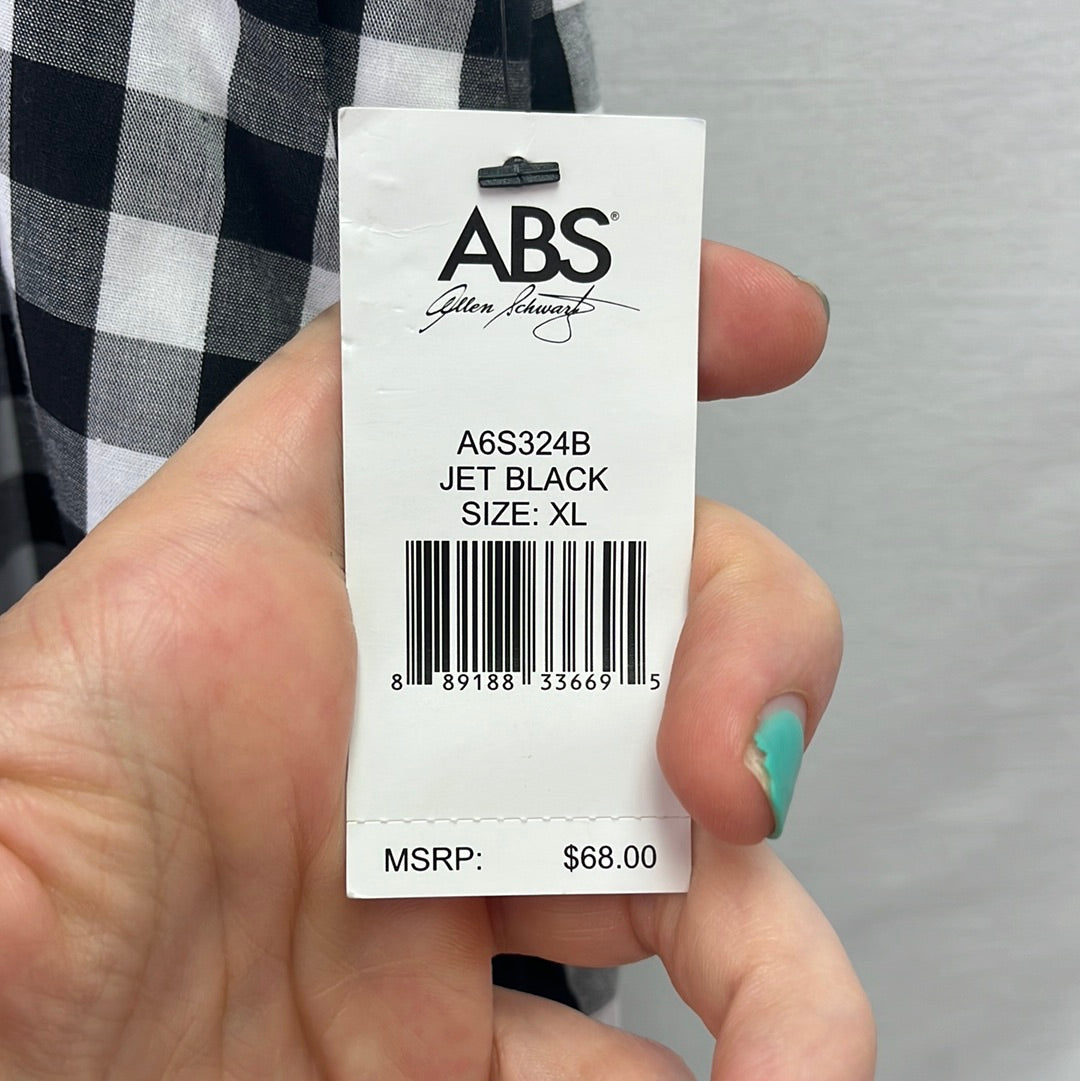 ABS®
Allen Schwartz
A6S324B
JET BLACK
SIZE: XL
8 89188 33669 5
MSRP: $68.00